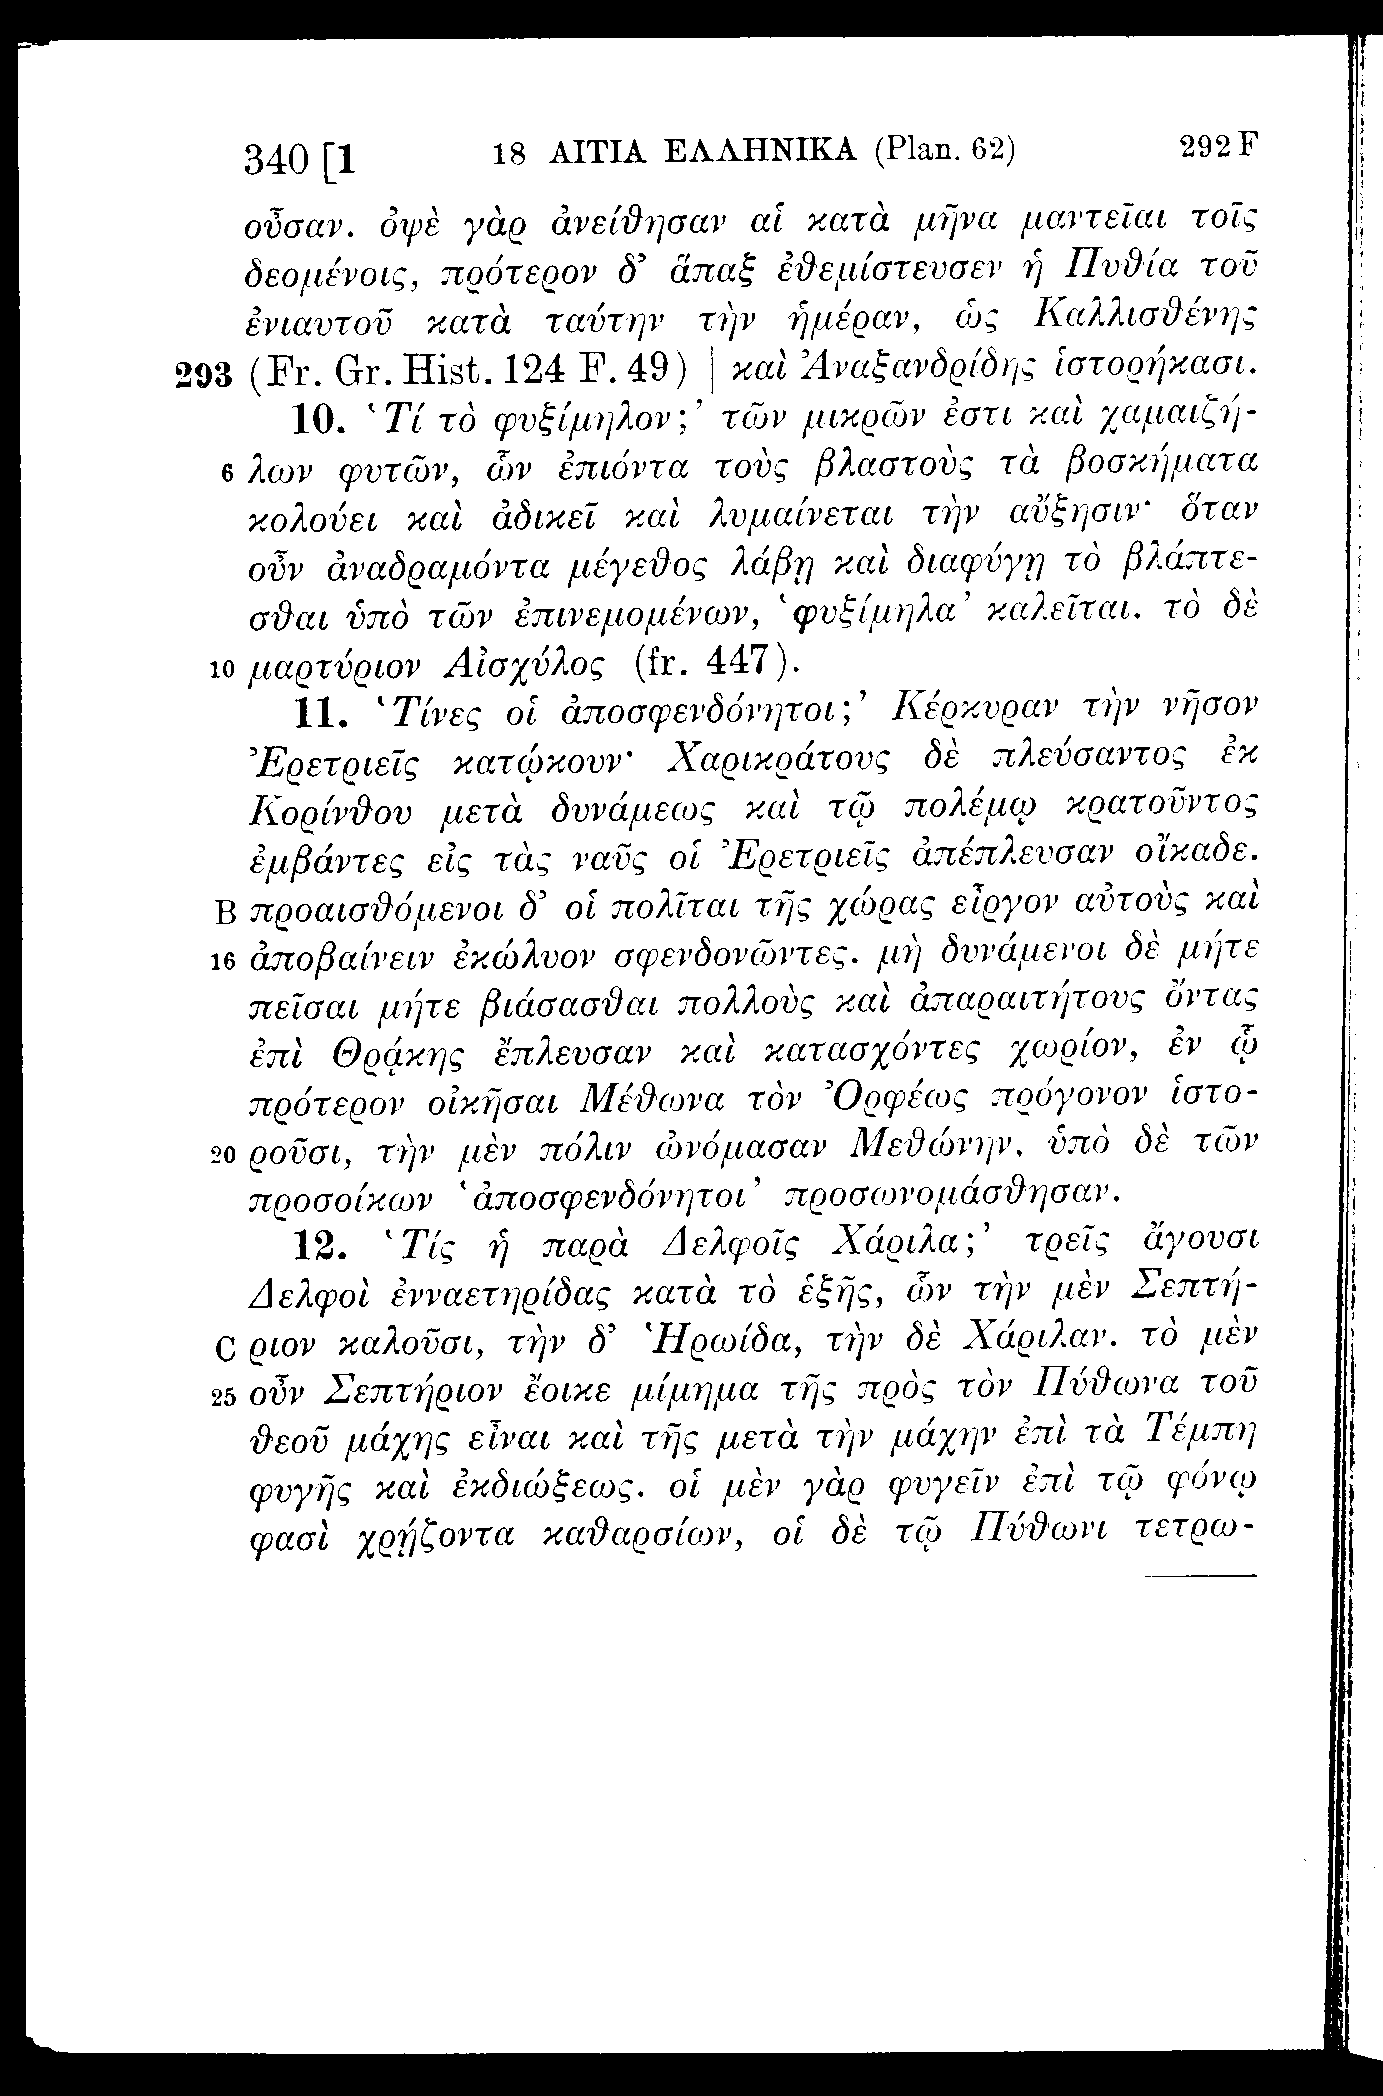 340 [1 18 ΑΙΤΙΑ ΕΛΛΗΝΙΚΑ (Plan. 62) 292 F
οὖσαν. ὀψὲ γὰρ ἀνείθησαν αἱ κατὰ μῆνα μαντεῖαι τοῖς
δεομένοις, πρότερον δ’ ἅπαξ ἐθεμίστευσεν ἡ Πυθία τοῦ
ἐνιαυτοῦ κατὰ ταύτην τὴν ἡμέραν, ὡς Καλλισθένης
293 (Fr. Gr. Hist. 124 F. 49) | καὶ Ἀναξανδρίδης ἱστορήκασι.
10. ‘Τί τὸ φυξίμηλον;’ τῶν μικρῶν ἐστι καὶ χαμαιζή-
6 λων φυτῶν, ὧν ἐπιόντα τοὺς βλαστοὺς τὰ βοσκήματα
κολούει καὶ ἀδικεῖ καὶ λυμαίνεται τὴν αὔξησιν· ὅταν
οὖν ἀναδραμόντα μέγεθος λάβῃ καὶ διαφύγῃ τὸ βλάπτε-
σθαι ὑπὸ τῶν ἐπινεμομένων, ‘φυξίμηλα’ καλεῖται. τὸ δὲ
10 μαρτύριον Αἰσχύλος (fr. 447).
11. ‘Τίνες οἱ ἀποσφενδόνητοι;’ Κέρκυραν τὴν νῆσον
Ἐρετριεῖς κατῴκουν· Χαρικράτους δὲ πλεύσαντος ἐκ
Κορίνθου μετὰ δυνάμεως καὶ τῷ πολέμῳ κρατοῦντος
ἐμβάντες εἰς τὰς ναῦς οἱ Ἐρετριεῖς ἀπέπλευσαν οἴκαδε.
B προαισθόμενοι δ’ οἱ πολῖται τῆς χώρας εἶργον αὐτοὺς καὶ
16 ἀποβαίνειν ἐκώλυον σφενδονῶντες. μὴ δυνάμενοι δὲ μήτε
πεῖσαι μήτε βιάσασθαι πολλοὺς καὶ ἀπαραιτήτους ὄντας
ἐπὶ Θρᾴκης ἔπλευσαν καὶ κατασχόντες χωρίον, ἐν ᾧ
πρότερον οἰκῆσαι Μέθωνα τὸν Ὀρφέως πρόγονον ἱστο-
20 ροῦσι, τὴν μὲν πόλιν ὠνόμασαν Μεθώνην, ὑπὸ δὲ τῶν
προσοίκων ‘ἀποσφενδόνητοι’ προσωνομάσθησαν.
12. ‘Τίς ἡ παρὰ Δελφοῖς Χάριλα;’ τρεῖς ἄγουσι
Δελφοὶ ἐνναετηρίδας κατὰ τὸ ἑξῆς, ὧν τὴν μὲν Σεπτή-
C ριον καλοῦσι, τὴν δ’ Ἡρωίδα, τὴν δὲ Χάριλαν. τὸ μὲν
25 οὖν Σεπτήριον ἔοικε μίμημα τῆς πρὸς τὸν Πύθωνα τοῦ
θεοῦ μάχης εἶναι καὶ τῆς μετὰ τὴν μάχην ἐπὶ τὰ Τέμπη
φυγῆς καὶ ἐκδιώξεως. οἱ μὲν γὰρ φυγεῖν ἐπὶ τῷ φόνῳ
φασὶ χρῄζοντα καθαρσίων, οἱ δὲ τῷ Πύθωνι τετρω-